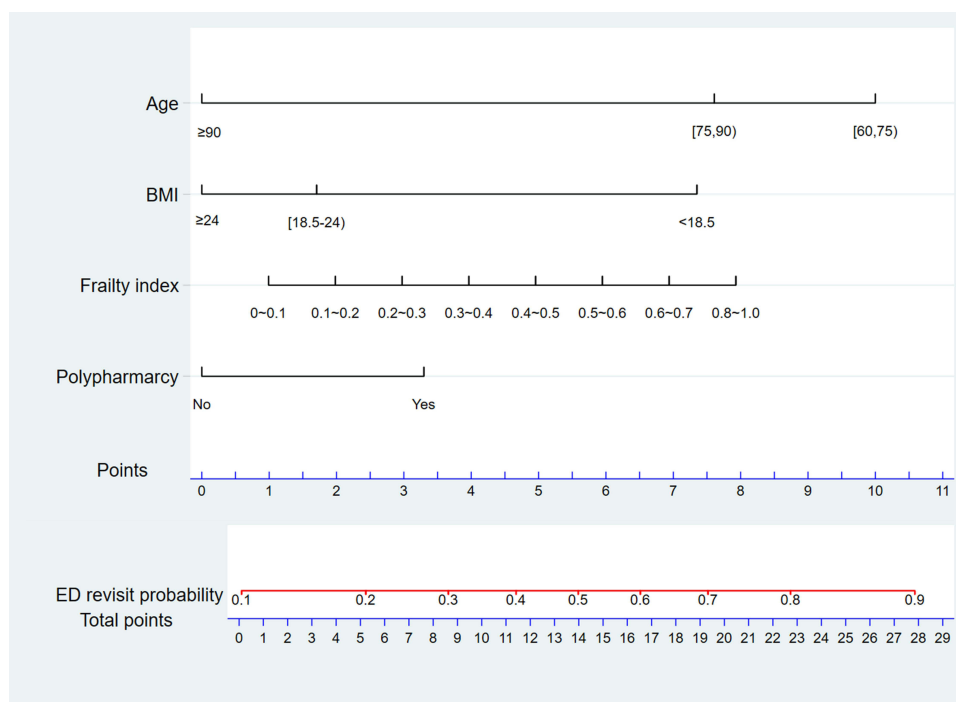 Age
≥90 [75,90) [60,75)
BMI
≥24 [18.5-24) <18.5
Frailty index
0~0.1 0.1~0.2 0.2~0.3 0.3~0.4 0.4~0.5 0.5~0.6 0.6~0.7 0.8~1.0
Polypharmarcy
No Yes
Points
0 1 2 3 4 5 6 7 8 9 10 11
ED revisit probability 0.1 0.2 0.3 0.4 0.5 0.6 0.7 0.8 0.9
Total points
0 1 2 3 4 5 6 7 8 9 10 11 12 13 14 15 16 17 18 19 20 21 22 23 24 25 26 27 28 29